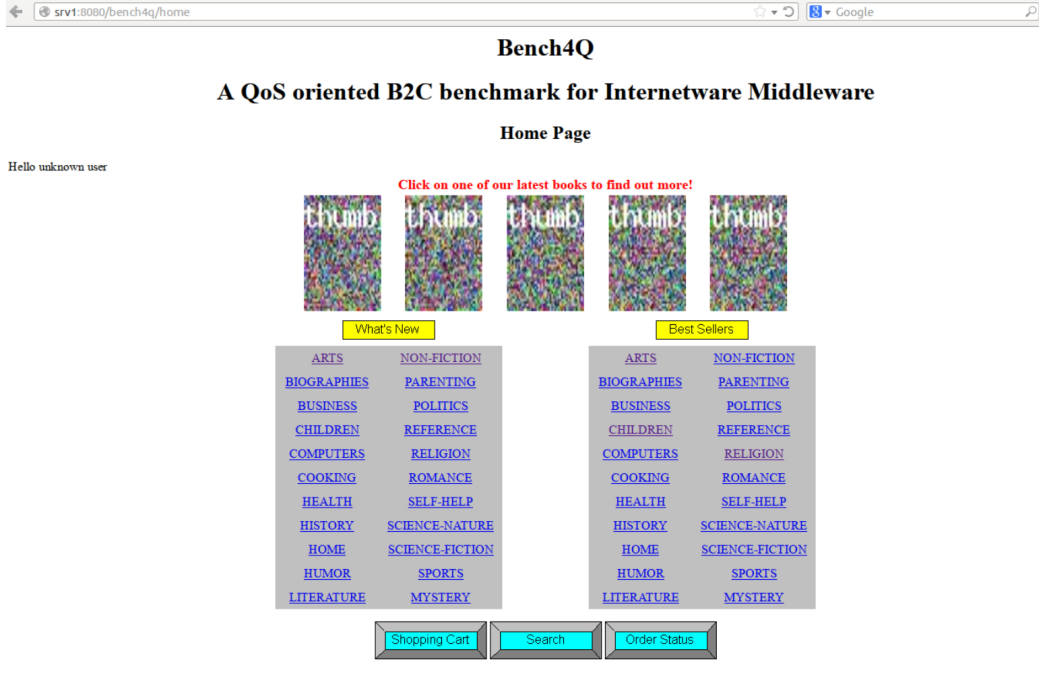 srv1:8080/bench4q/home
Google
Bench4Q
A QoS oriented B2C benchmark for Internetware Middleware
Home Page
Hello unknown user
Click on one of our latest books to find out more!
thumb thumb thumb thumb thumb
What's New Best Sellers
ARTS NON-FICTION ARTS NON-FICTION
BIOGRAPHIES PARENTING BIOGRAPHIES PARENTING
BUSINESS POLITICS BUSINESS POLITICS
CHILDREN REFERENCE CHILDREN REFERENCE
COMPUTERS RELIGION COMPUTERS RELIGION
COOKING ROMANCE COOKING ROMANCE
HEALTH SELF-HELP HEALTH SELF-HELP
HISTORY SCIENCE-NATURE HISTORY SCIENCE-NATURE
HOME SCIENCE-FICTION HOME SCIENCE-FICTION
HUMOR SPORTS HUMOR SPORTS
LITERATURE MYSTERY LITERATURE MYSTERY
Shopping Cart Search Order Status